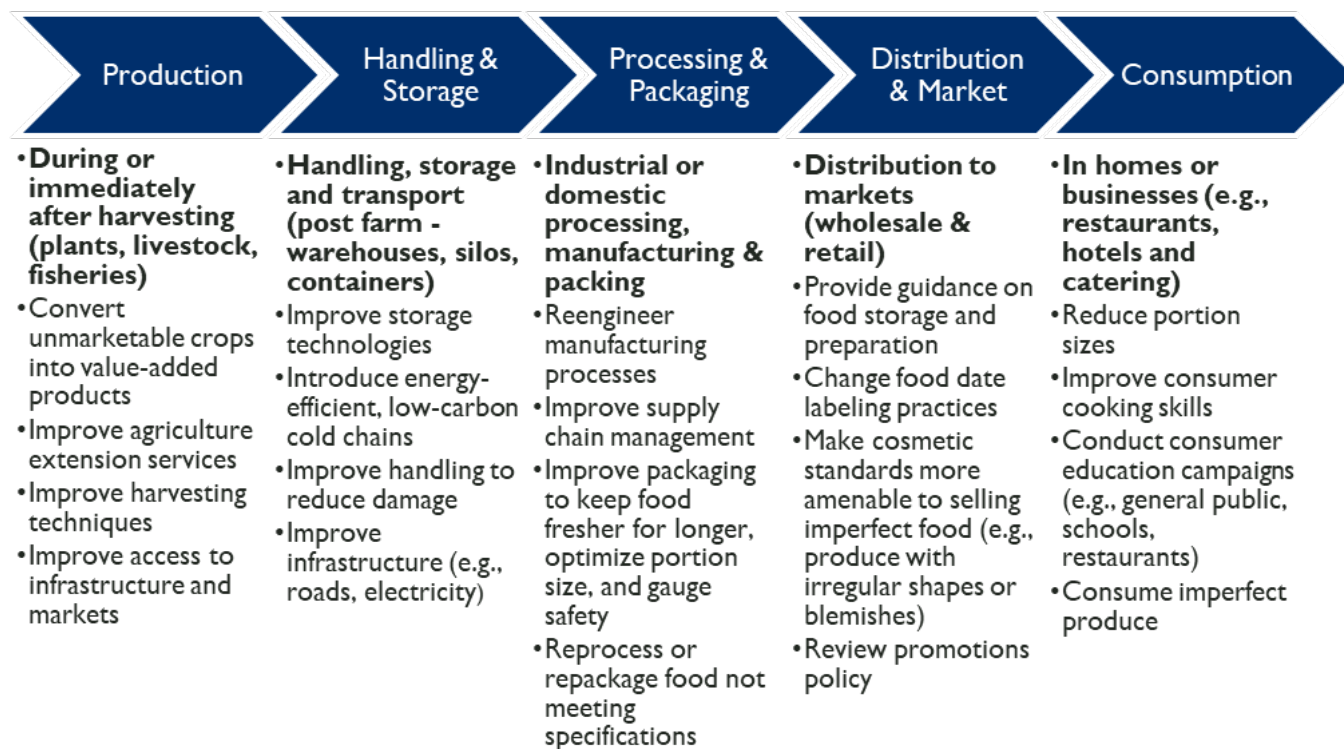 Production
Handling &
Storage
Processing &
Packaging
Distribution
& Market
Consumption
•During or
immediately
after harvesting
(plants, livestock,
fisheries)
•Convert
unmarketable crops
into value-added
products
•Improve agriculture
extension services
•Improve harvesting
techniques
•Improve access to
infrastructure and
markets
•Handling, storage
and transport
(post farm -
warehouses, silos,
containers)
•Improve storage
technologies
•Introduce energy-
efficient, low-carbon
cold chains
•Improve handling to
reduce damage
•Improve
infrastructure (e.g.,
roads, electricity)
•Industrial or
domestic
processing,
manufacturing &
packing
•Reengineer
manufacturing
processes
•Improve supply
chain management
•Improve packaging
to keep food
fresher for longer,
optimize portion
size, and gauge
safety
•Reprocess or
repackage food not
meeting
specifications
•Distribution to
markets
(wholesale &
retail)
•Provide guidance on
food storage and
preparation
•Change food date
labeling practices
•Make cosmetic
standards more
amenable to selling
imperfect food (e.g.,
produce with
irregular shapes or
blemishes)
•Review promotions
policy
•In homes or
businesses (e.g.,
restaurants,
hotels and
catering)
•Reduce portion
sizes
•Improve consumer
cooking skills
•Conduct consumer
education campaigns
(e.g., general public,
schools,
restaurants)
•Consume imperfect
produce